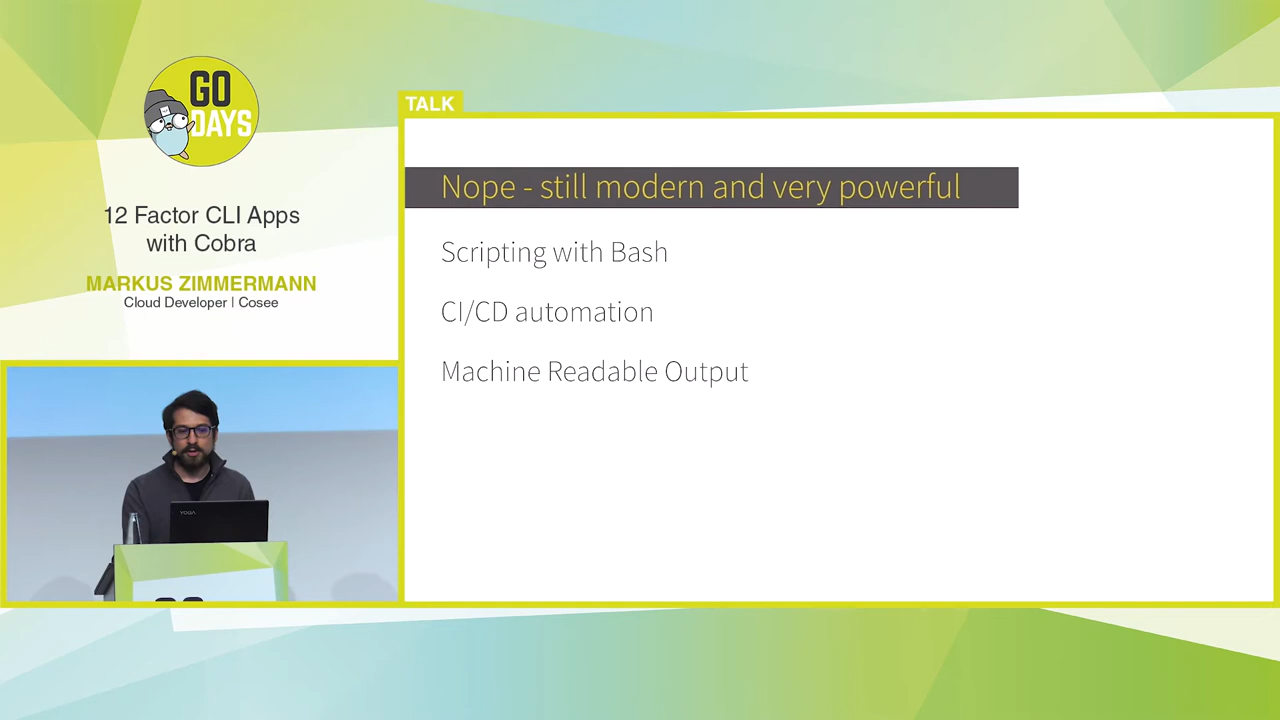 GO
DAYS
12 Factor CLI Apps
with Cobra
MARKUS ZIMMERMANN
Cloud Developer | Cosee
TALK
Nope - still modern and very powerful
Scripting with Bash
CI/CD automation
Machine Readable Output
YOGA